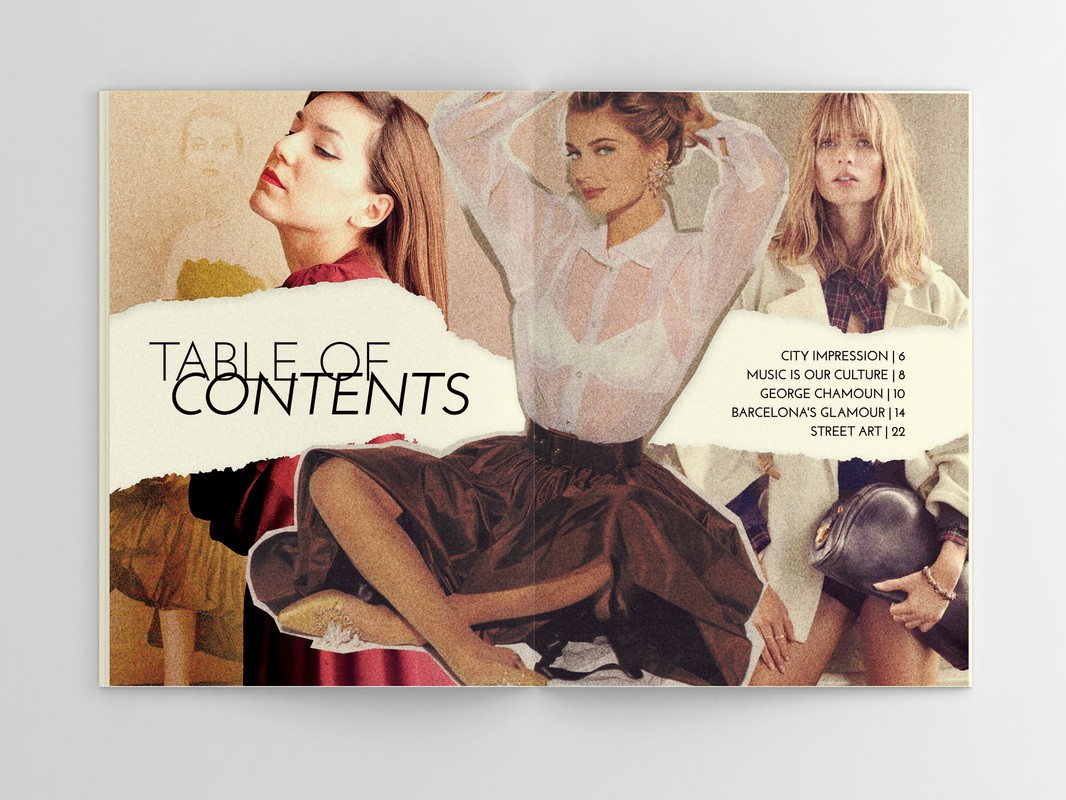 TABLE OF
CONTENTS
CITY IMPRESSION | 6
MUSIC IS OUR CULTURE | 8
GEORGE CHAMOUN | 10
BARCELONA'S GLAMOUR | 14
STREET ART | 22